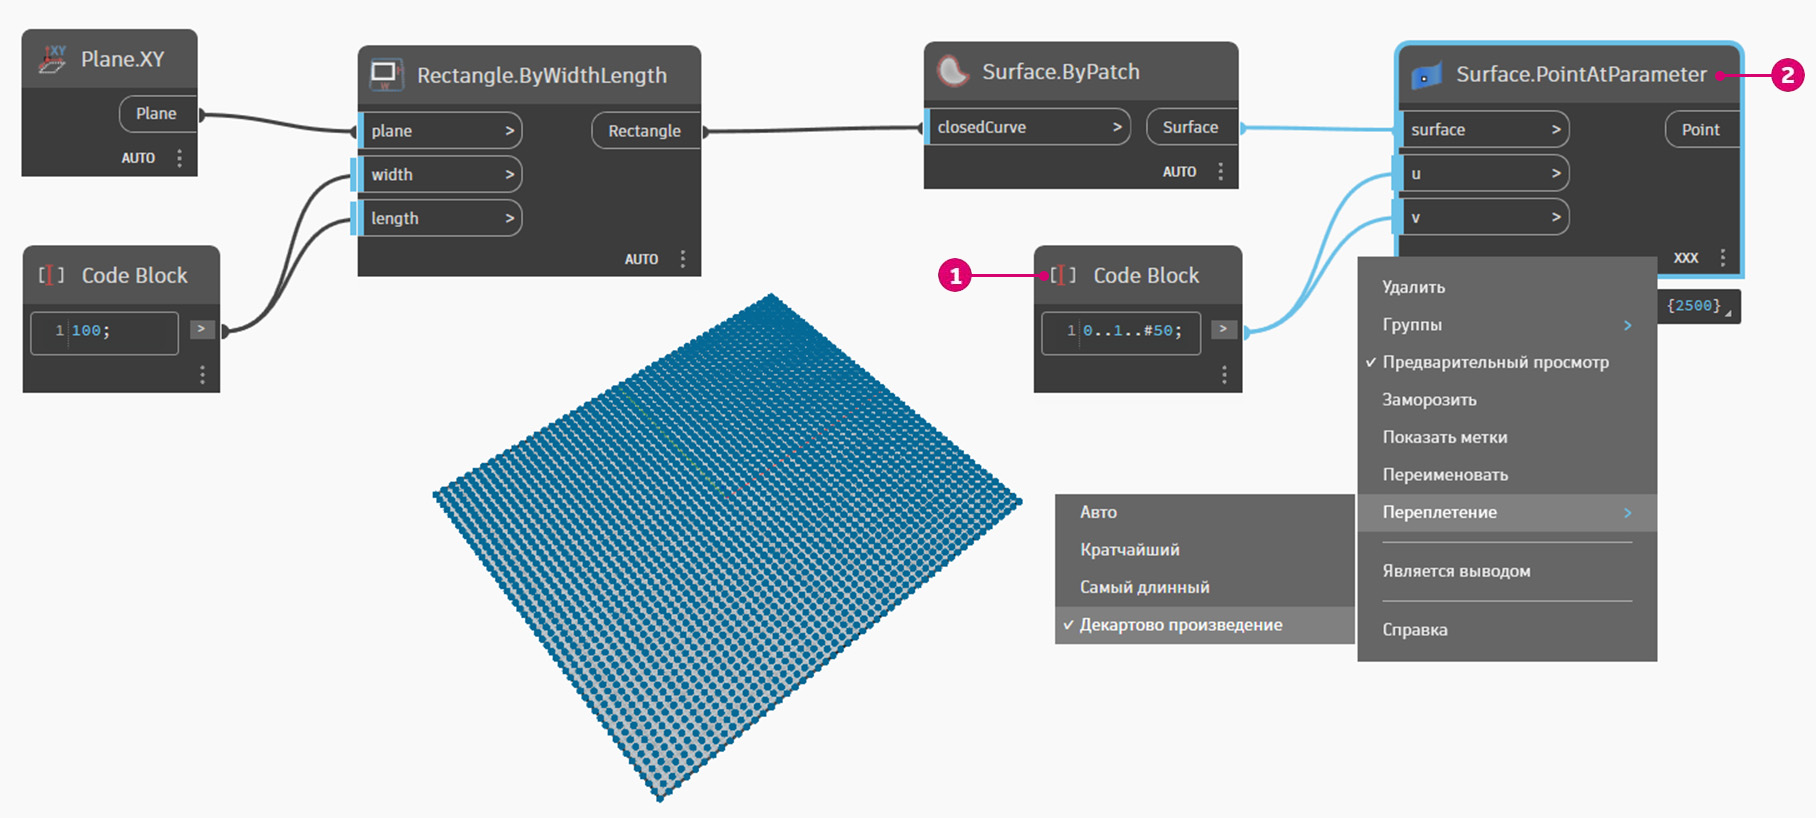 Plane.XY
Plane
AUTO
Code Block
1 100;
>
Rectangle.ByWidthLength
plane >
Rectangle
width >
length >
AUTO
Surface.ByPatch
closedCurve >
Surface
AUTO
1
Code Block
1 0..1..#50;
>
Surface.PointAtParameter
2
surface >
Point
u >
v >
XXX
{2500}
Удалить
Группы >
✓ Предварительный просмотр
Заморозить
Показать метки
Переименовать
Переплетение >
Является выводом
Справка
Авто
Кратчайший
Самый длинный
✓ Декартово произведение